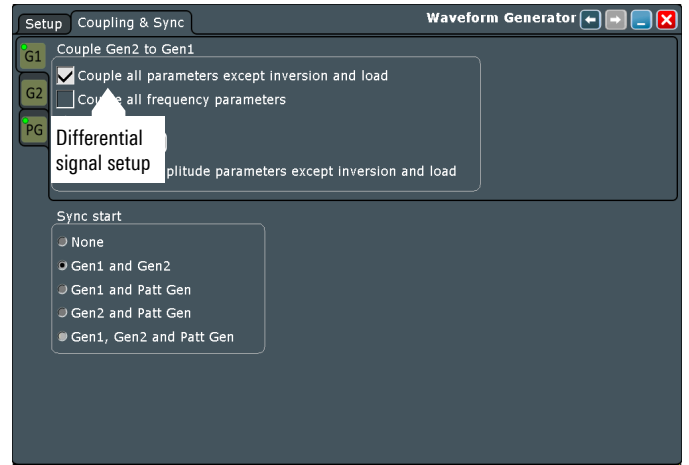 Setup
Coupling & Sync
Waveform Generator
G1
Couple Gen2 to Gen1
Couple all parameters except inversion and load
G2
all frequency parameters
PG
Differential
signal setup
parameters except inversion and load
Sync start
None
Gen1 and Gen2
Gen1 and Patt Gen
Gen2 and Patt Gen
Gen1, Gen2 and Patt Gen